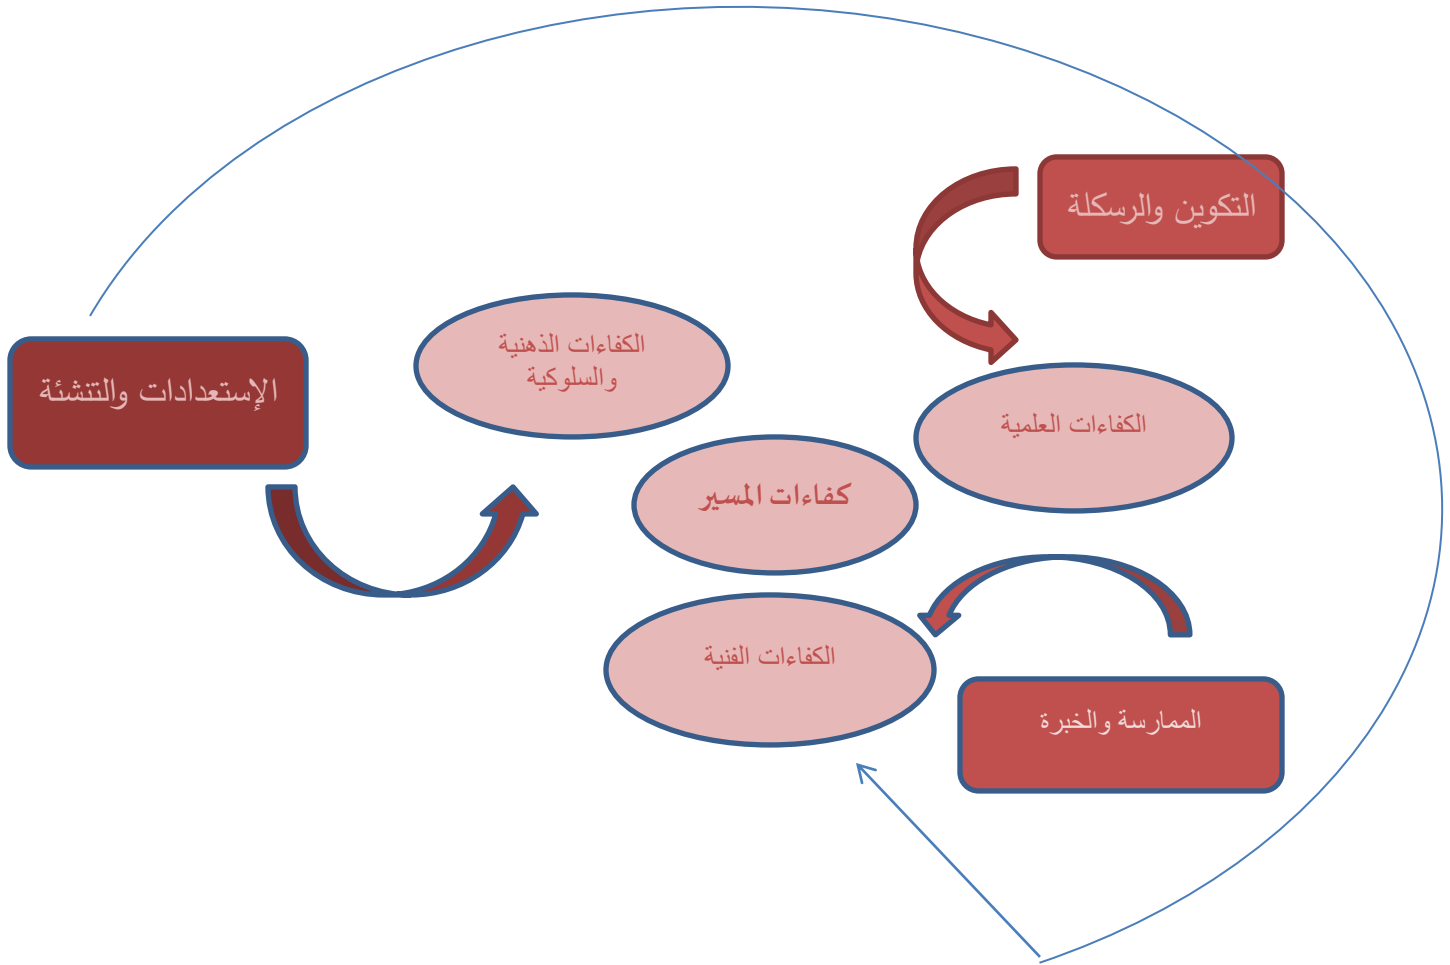 التكوين والرسكلة
الكفاءات الذهنية
والسلوكية
الإستعدادات والتنشئة
الكفاءات العلمية
كفاءات المسير
الكفاءات الفنية
الممارسة والخبرة